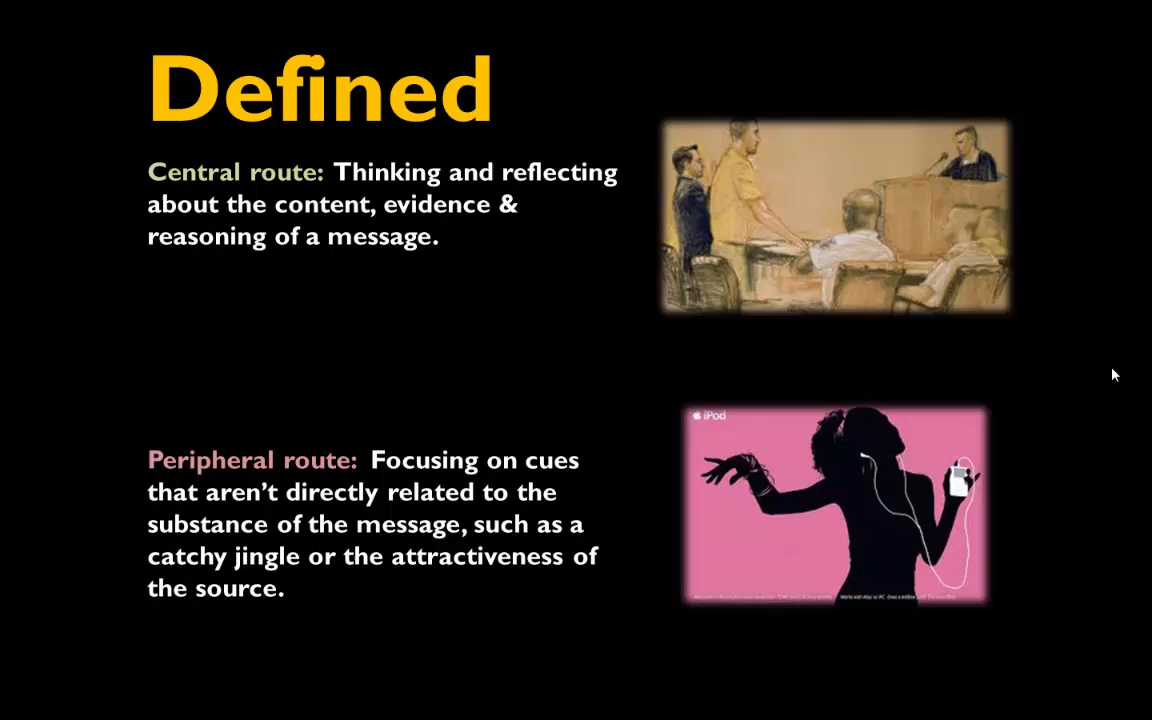 Defined
Central route: Thinking and reflecting
about the content, evidence &
reasoning of a message.
iPod
Peripheral route: Focusing on cues
that aren’t directly related to the
substance of the message, such as a
catchy jingle or the attractiveness of
the source.